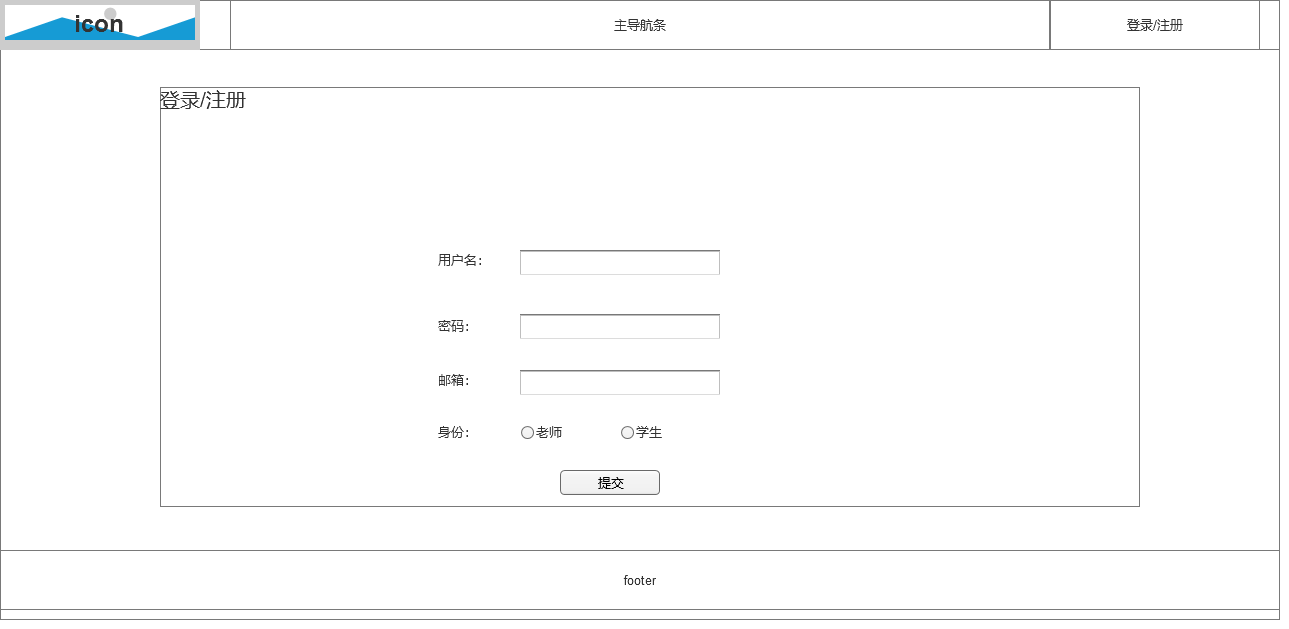 icon
主导航条
登录/注册
登录/注册
用户名：
密码：
邮箱：
身份： 老师 学生
提交
footer